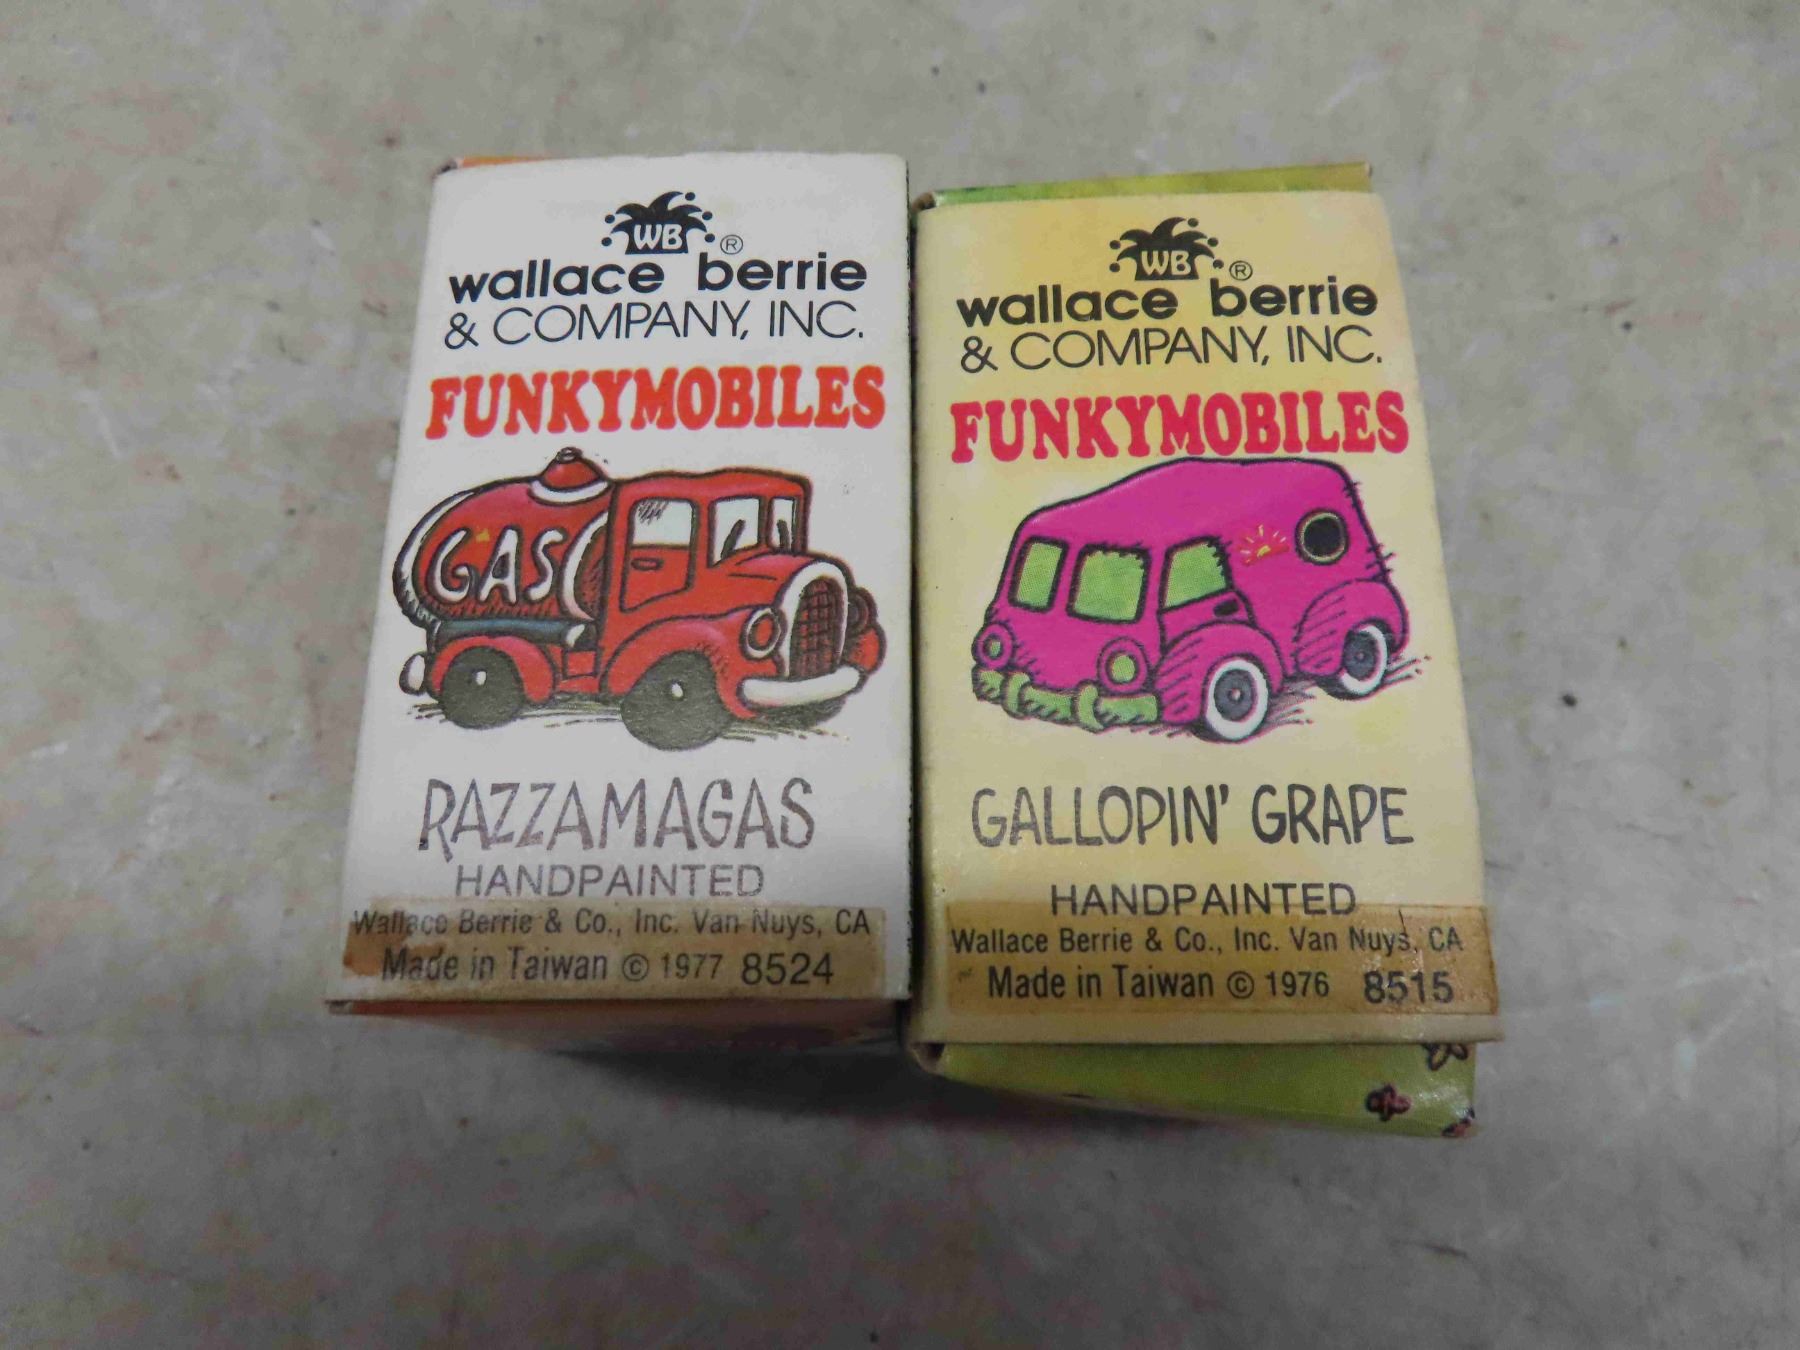 WB ®
wallace berrie
& COMPANY, INC.
FUNKYMOBILES
GAS
RAZZAMAGAS
HANDPAINTED
Wallace Berrie & Co., Inc. Van Nuys, CA
Made in Taiwan © 1977 8524
WB ®
wallace berrie
& COMPANY, INC.
FUNKYMOBILES
GALLOPIN' GRAPE
HANDPAINTED
Wallace Berrie & Co., Inc. Van Nuys, CA
Made in Taiwan © 1976 8515